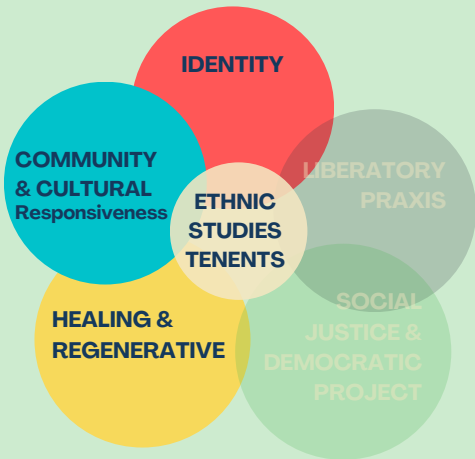 IDENTITY
COMMUNITY
& CULTURAL
Responsiveness
LIBERATORY
PRAXIS
ETHNIC
STUDIES
TENENTS
HEALING &
REGENERATIVE
SOCIAL
JUSTICE &
DEMOCRATIC
PROJECT